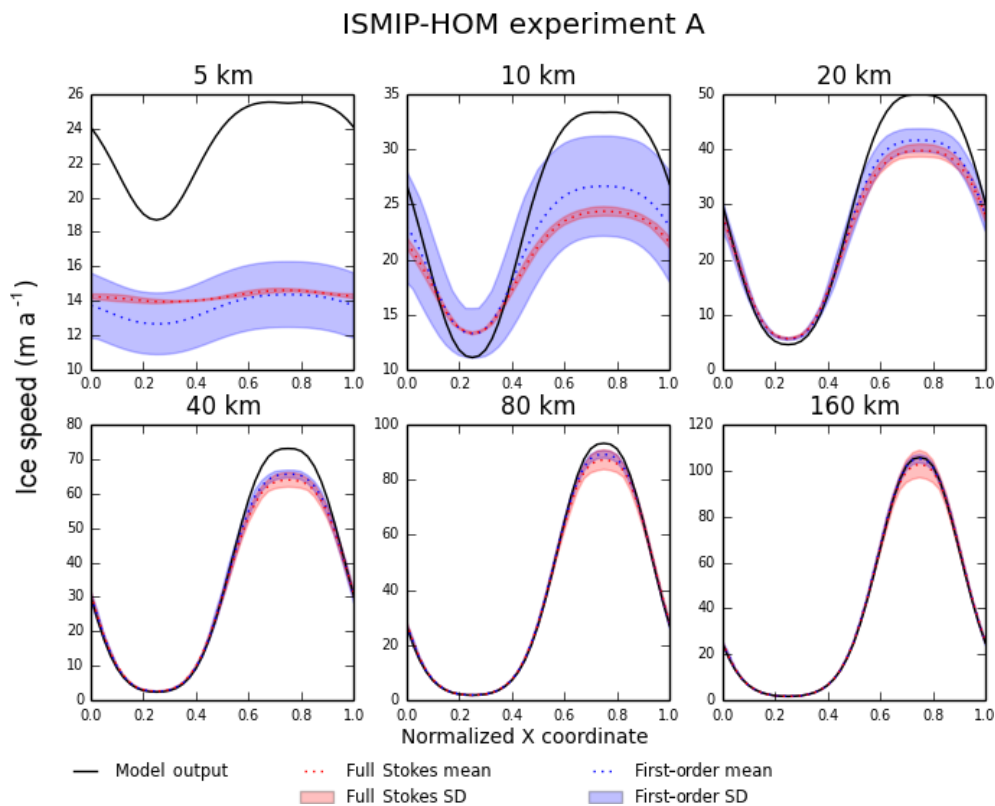 ISMIP-HOM experiment A
5 km
10 km
20 km
26
24
22
20
18
16
14
12
10
0.0 0.2 0.4 0.6 0.8 1.0
35
30
25
20
15
10
0.0 0.2 0.4 0.6 0.8 1.0
50
40
30
20
10
0
0.0 0.2 0.4 0.6 0.8 1.0
Ice speed (m a⁻¹)
40 km
80 km
160 km
80
70
60
50
40
30
20
10
0
0.0 0.2 0.4 0.6 0.8 1.0
100
80
60
40
20
0
0.0 0.2 0.4 0.6 0.8 1.0
120
100
80
60
40
20
0
0.0 0.2 0.4 0.6 0.8 1.0
Normalized X coordinate
Model output
Full Stokes mean
First-order mean
Full Stokes SD
First-order SD